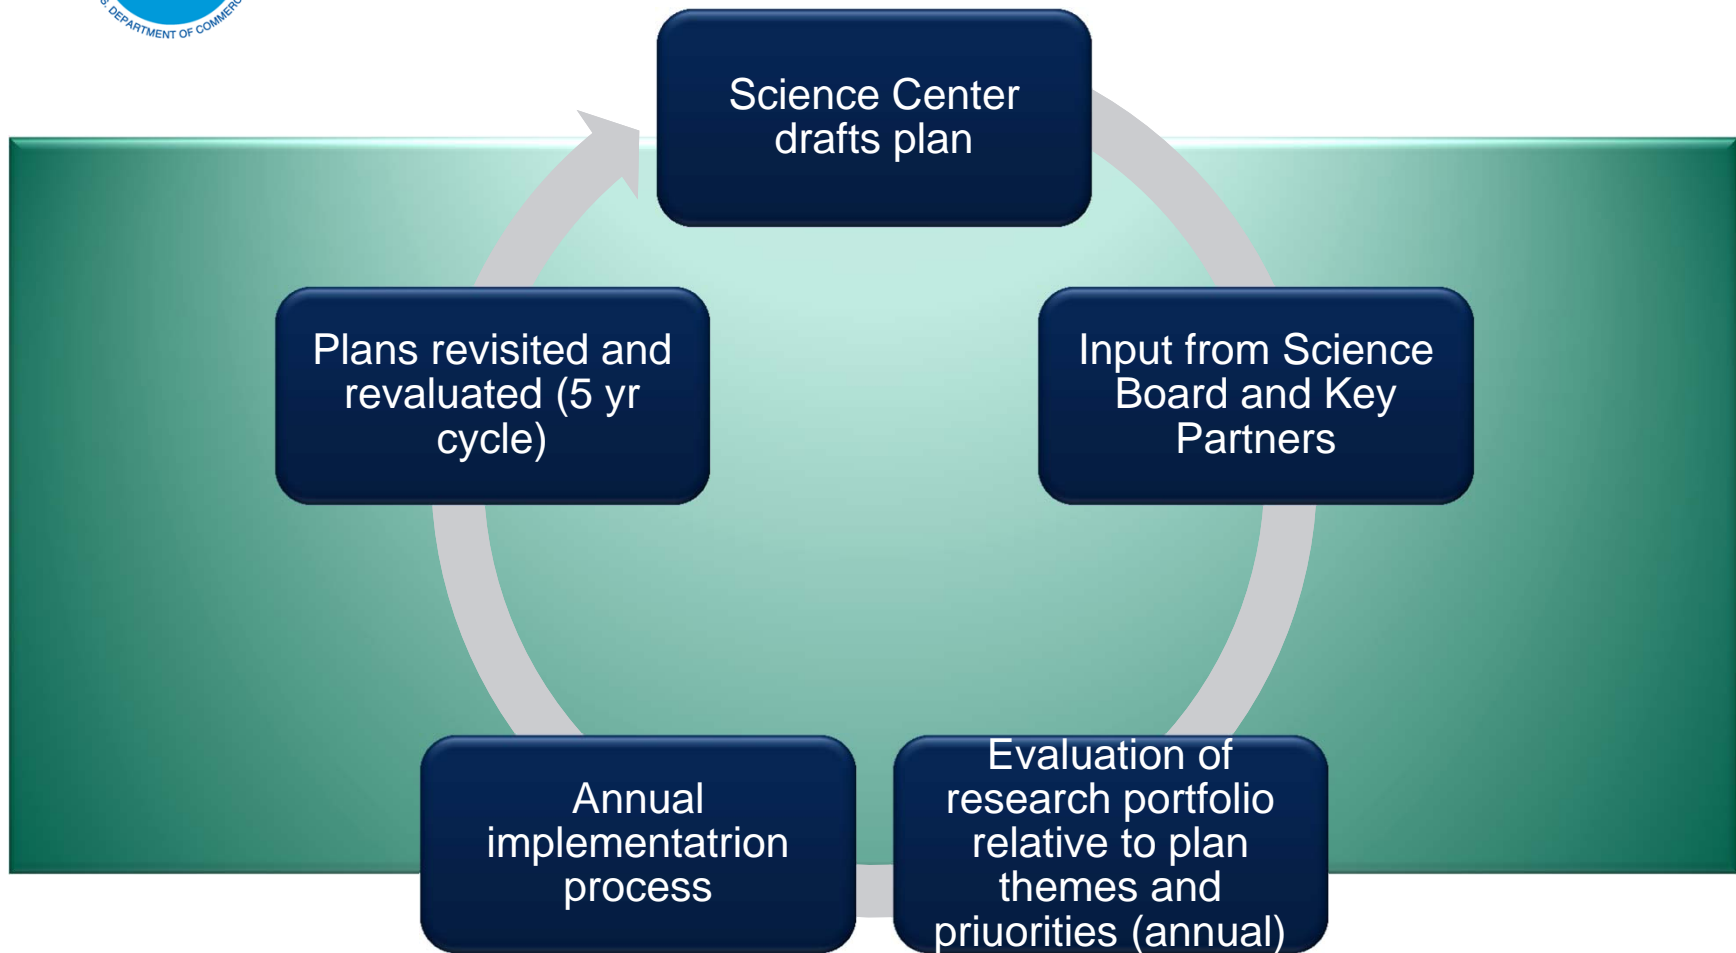 S. DEPARTMENT OF COMMER
Science Center
drafts plan
Input from Science
Board and Key
Partners
Evaluation of
research portfolio
relative to plan
themes and
priuorities (annual)
Annual
implementatrion
process
Plans revisited and
revaluated (5 yr
cycle)